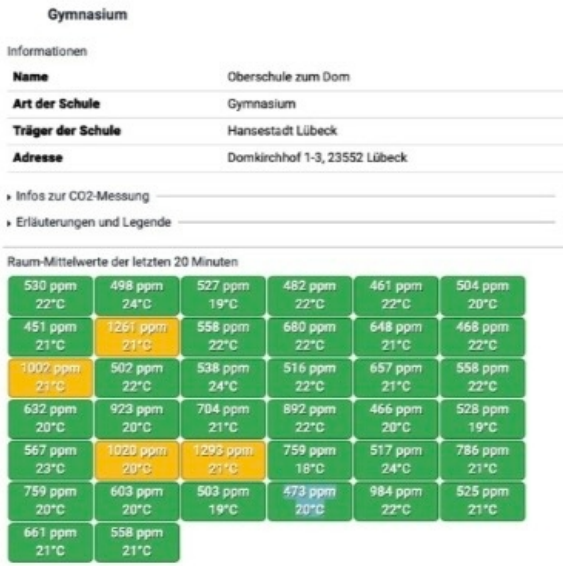 Gymnasium
Informationen
Name Oberschule zum Dom
Art der Schule Gymnasium
Träger der Schule Hansestadt Lübeck
Adresse Domkirchhof 1-3, 23552 Lübeck
▸ Infos zur CO2-Messung
▸ Erläuterungen und Legende
Raum-Mittelwerte der letzten 20 Minuten
530 ppm 498 ppm 527 ppm 482 ppm 461 ppm 504 ppm
22°C 24°C 19°C 22°C 22°C 20°C
451 ppm 1261 ppm 558 ppm 680 ppm 648 ppm 468 ppm
21°C 21°C 22°C 22°C 21°C 22°C
1002 ppm 502 ppm 538 ppm 516 ppm 657 ppm 558 ppm
21°C 22°C 24°C 22°C 21°C 22°C
632 ppm 923 ppm 704 ppm 892 ppm 466 ppm 528 ppm
20°C 20°C 21°C 22°C 20°C 19°C
567 ppm 1020 ppm 1293 ppm 759 ppm 517 ppm 786 ppm
23°C 20°C 21°C 18°C 24°C 21°C
759 ppm 603 ppm 503 ppm 473 ppm 984 ppm 525 ppm
20°C 20°C 19°C 20°C 22°C 21°C
661 ppm 558 ppm
21°C 21°C